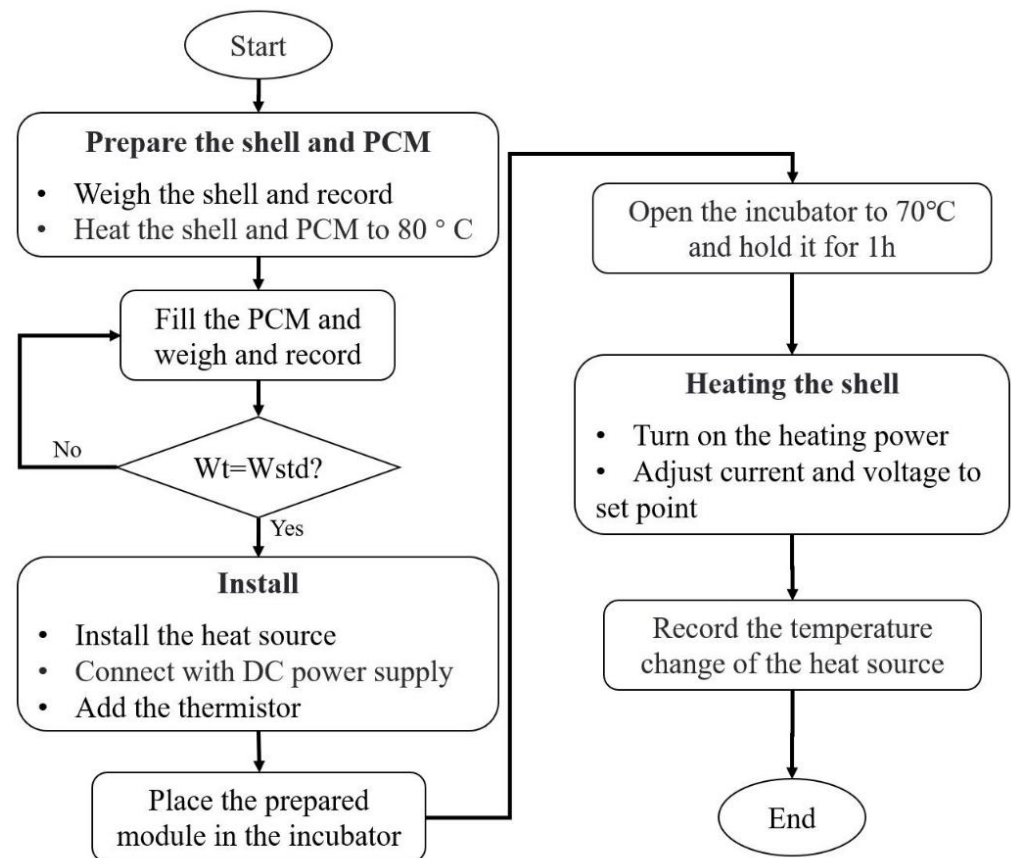 Start
Prepare the shell and PCM
• Weigh the shell and record
• Heat the shell and PCM to 80 ° C
Fill the PCM and
weigh and record
No
Wt=Wstd?
Yes
Install
• Install the heat source
• Connect with DC power supply
• Add the thermistor
Place the prepared
module in the incubator
Open the incubator to 70°C
and hold it for 1h
Heating the shell
• Turn on the heating power
• Adjust current and voltage to
set point
Record the temperature
change of the heat source
End